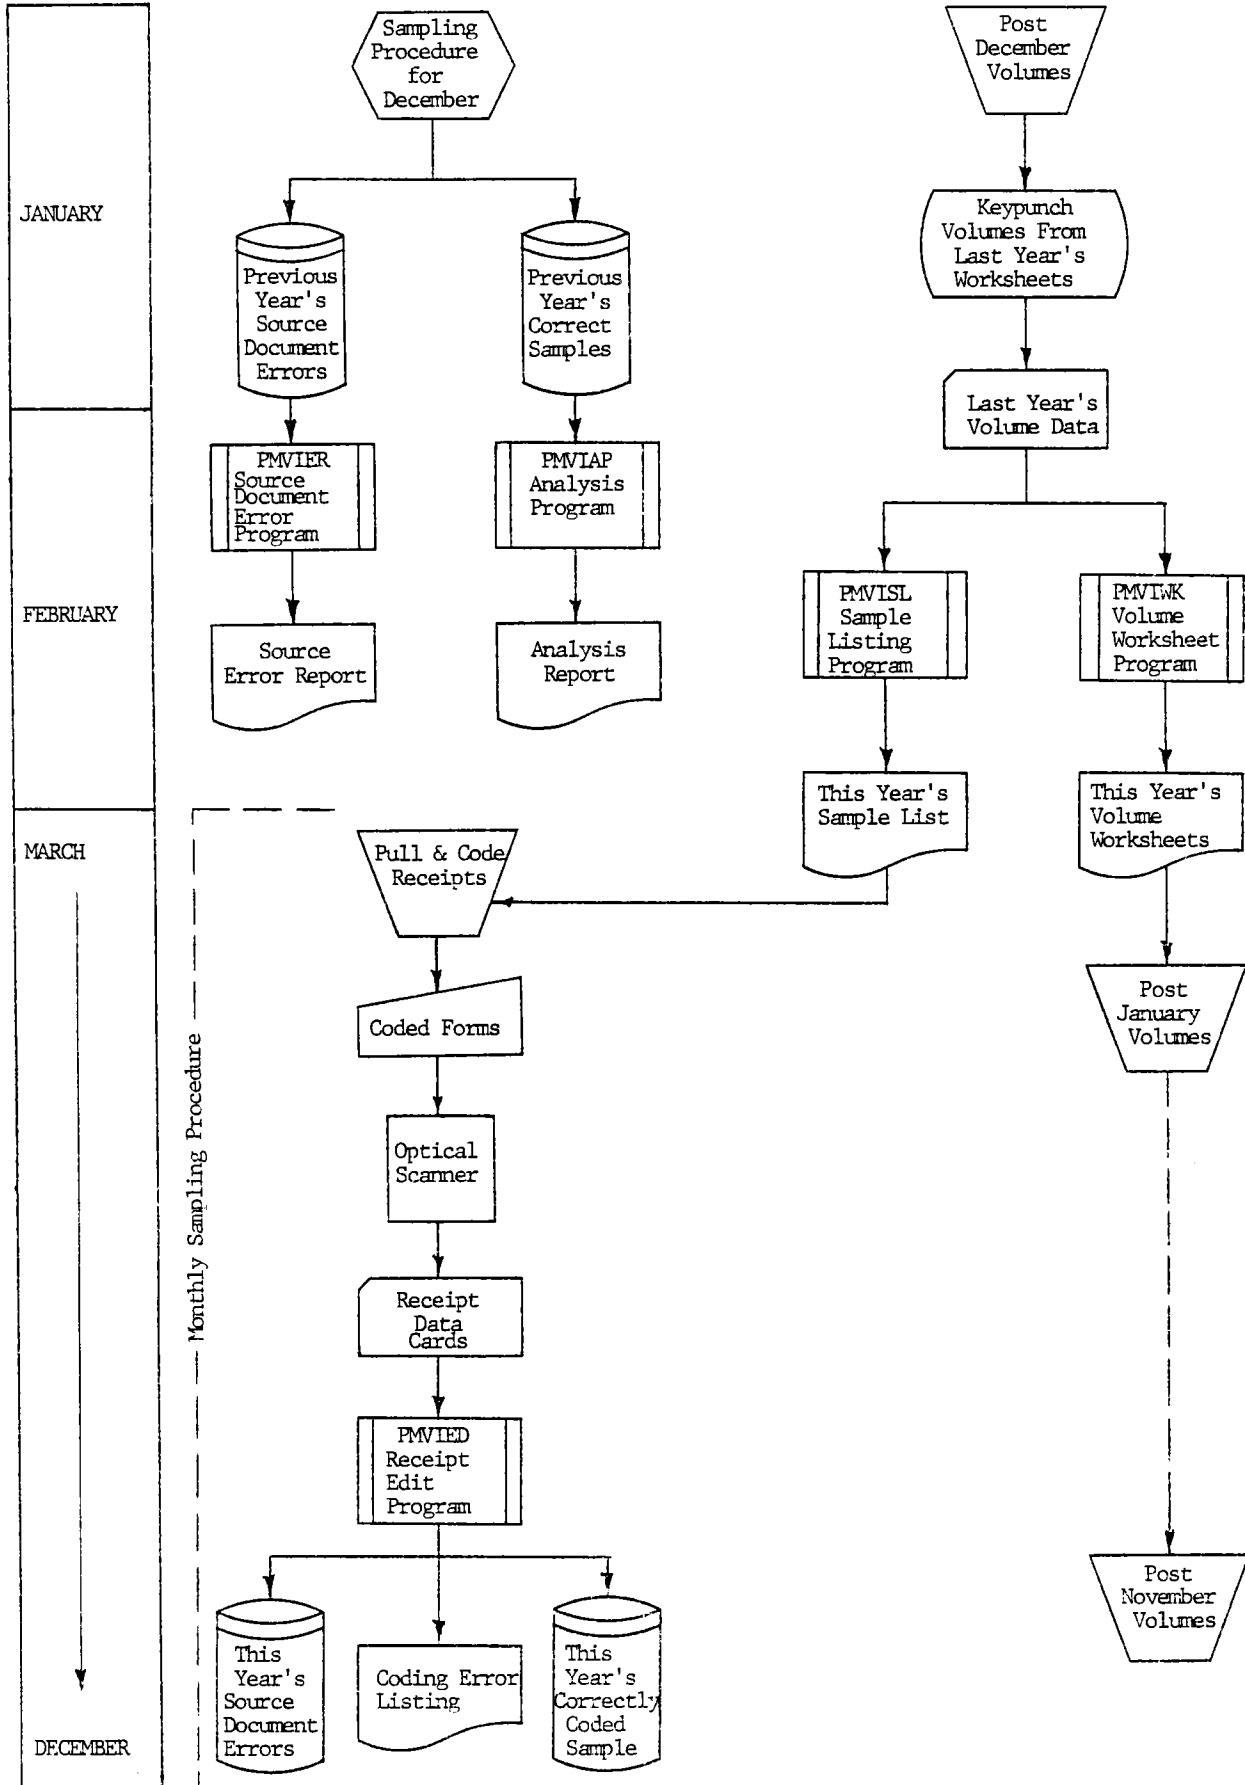 Sampling
Procedure
for
December
Post
December
Volumes
JANUARY
Keypunch
Volumes From
Last Year's
Worksheets
Previous
Year's
Source
Document
Errors
Previous
Year's
Correct
Samples
Last Year's
Volume Data
FEBRUARY
PMVIER
Source
Document
Error
Program
PMVIAP
Analysis
Program
PMVISL
Sample
Listing
Program
PMVIWK
Volume
Worksheet
Program
Source
Error Report
Analysis
Report
This Year's
Sample List
This Year's
Volume
Worksheets
MARCH
Monthly Sampling Procedure
Pull & Code
Receipts
Coded Forms
Post
January
Volumes
Optical
Scanner
Receipt
Data
Cards
PMVIED
Receipt
Edit
Program
Post
November
Volumes
This
Year's
Source
Document
Errors
Coding Error
Listing
This
Year's
Correctly
Coded
Sample
DECEMBER